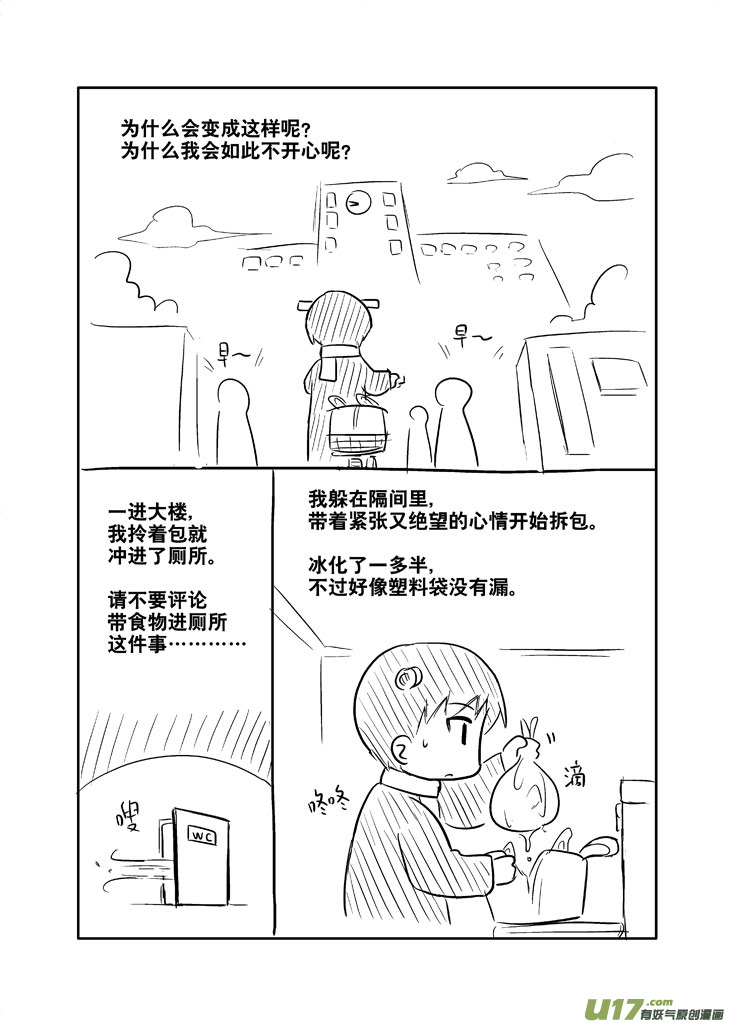 为什么会变成这样呢？
为什么我会如此不开心呢？
早～
早～
一进大楼，
我拎着包就
冲进了厕所。
请不要评论
带食物进厕所
这件事…………
嗖
WC
我躲在隔间里，
带着紧张又绝望的心情开始拆包。
冰化了一多半，
不过好像塑料袋没有漏。
滴
咚咚
U17.com
有妖气原创漫画